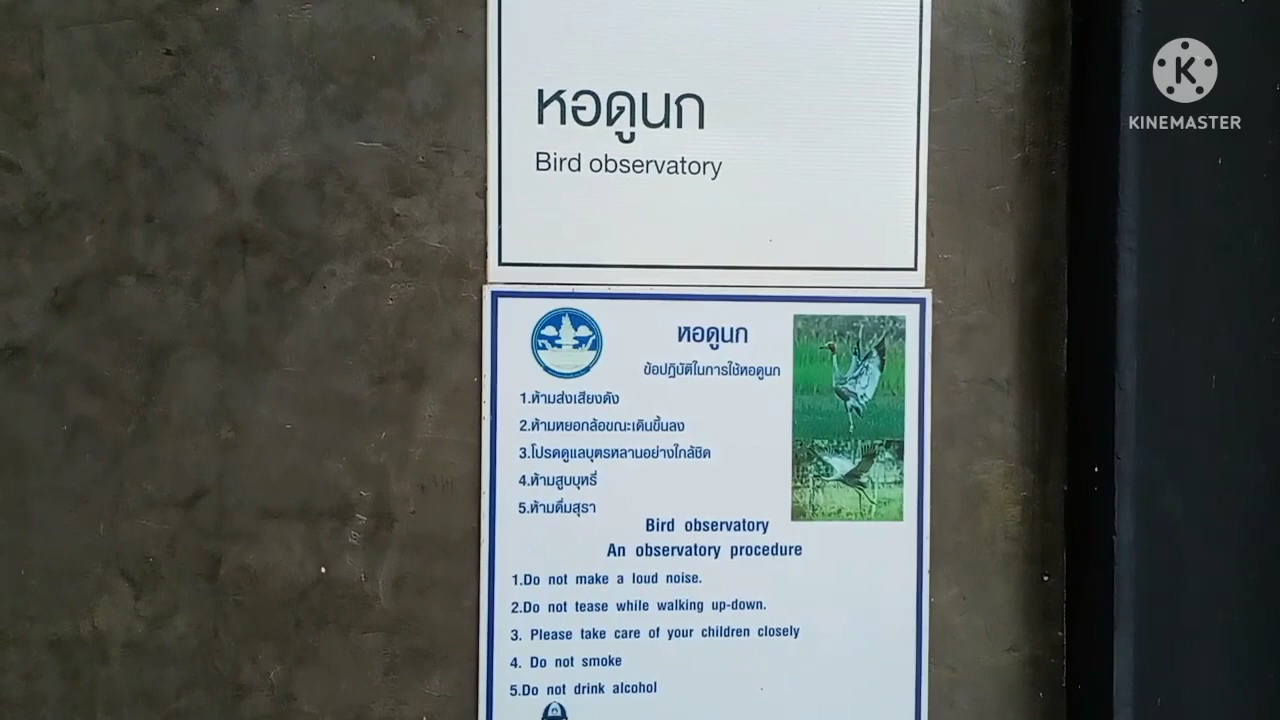 หอดูนก
Bird observatory
K
KINEMASTER
หอดูนก
ข้อปฏิบัติในการใช้หอดูนก
1.ห้ามส่งเสียงดัง
2.ห้ามหยอกล้อขณะเดินขึ้นลง
3.โปรดดูแลบุตรหลานอย่างใกล้ชิด
4.ห้ามสูบบุหรี่
5.ห้ามดื่มสุรา
Bird observatory
An observatory procedure
1.Do not make a loud noise.
2.Do not tease while walking up-down.
3. Please take care of your children closely
4. Do not smoke
5.Do not drink alcohol